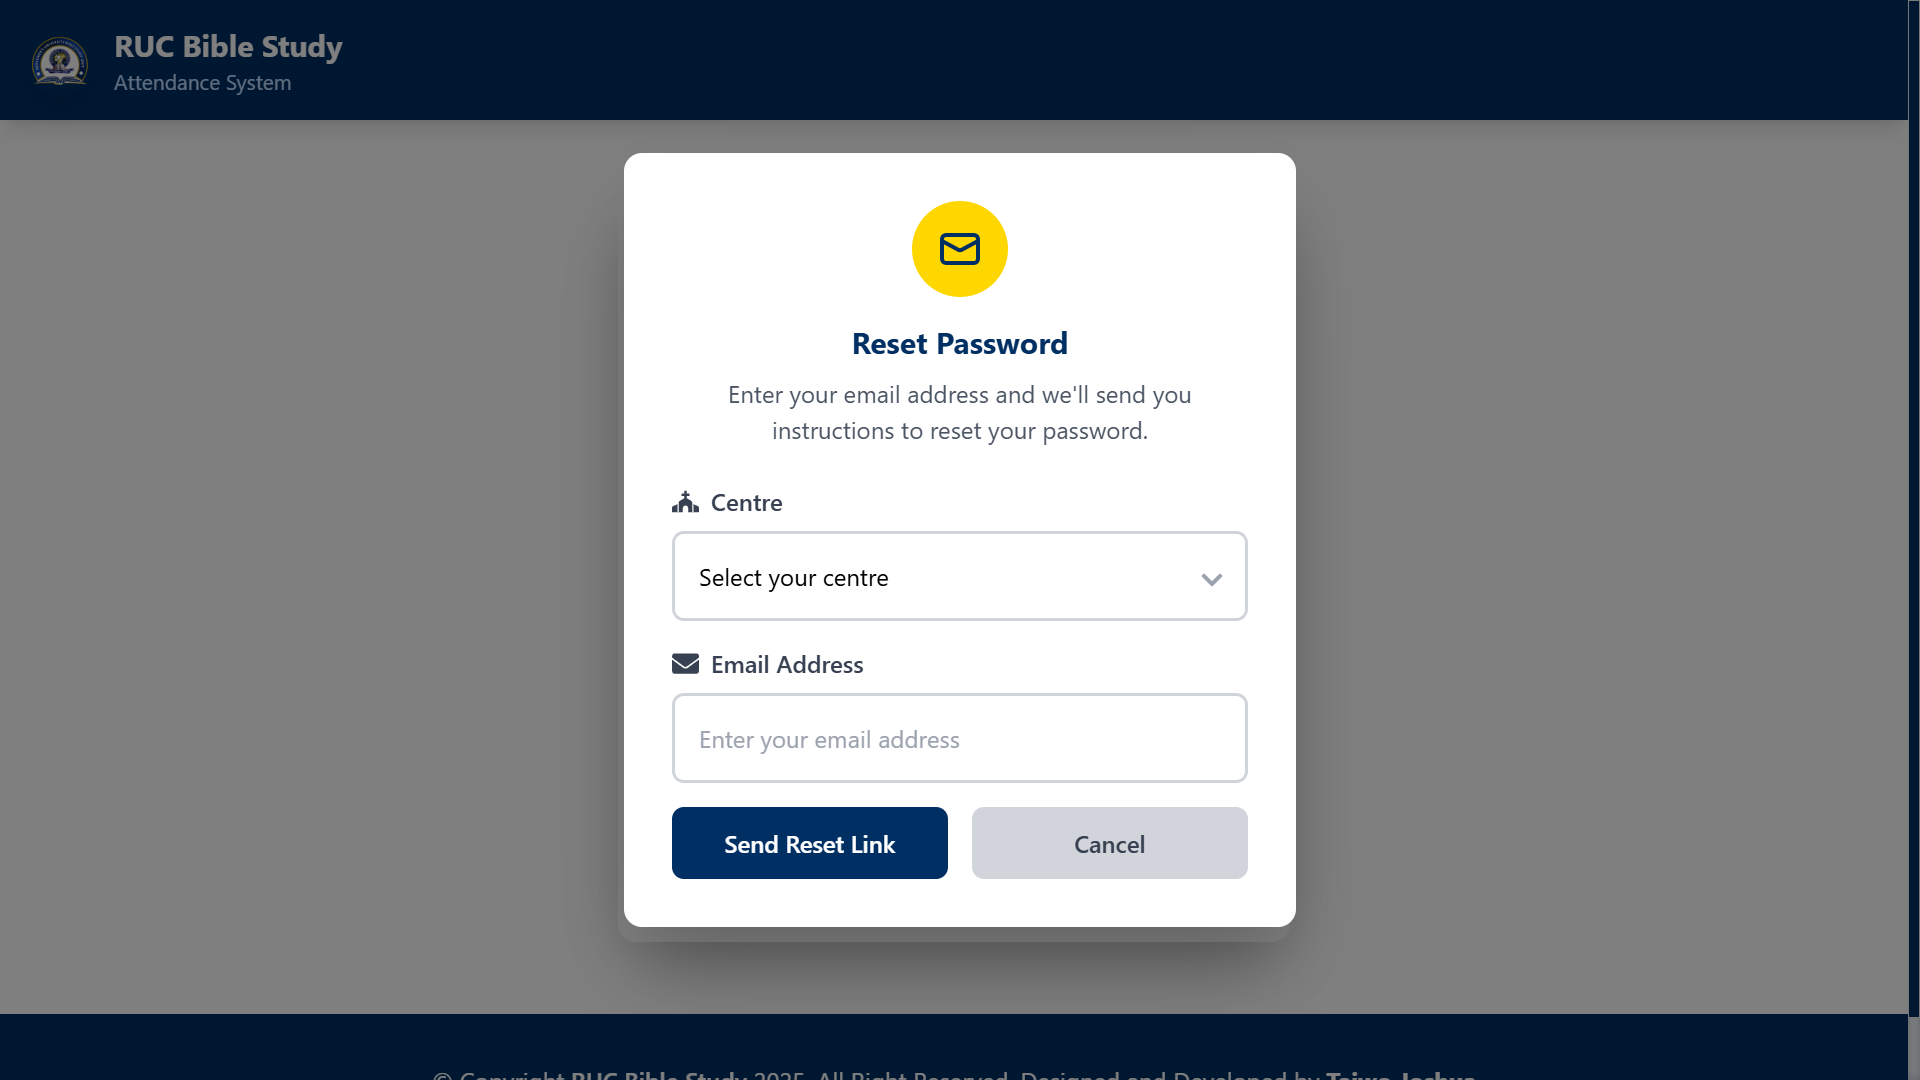 RUC Bible Study
Attendance System
Reset Password
Enter your email address and we'll send you
instructions to reset your password.
Centre
Select your centre
Email Address
Enter your email address
Send Reset Link
Cancel
© Copyright RUC Bible Study 2025. All Right Reserved. Designed and Developed by Taiwo Joshua